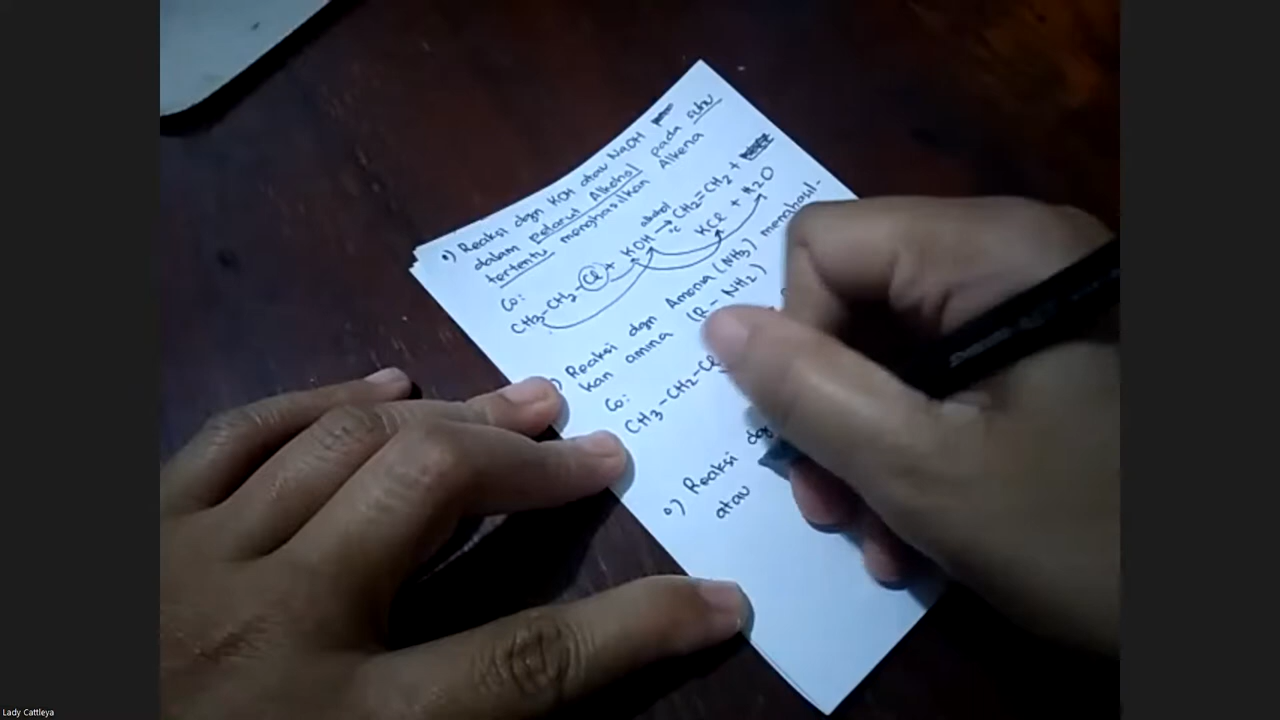 •) Reaksi dgn KOH atau NaOH
dalam pelarut Alkohol pada suhu
tertentu menghasilkan Alkena
Co:
alkohol
CH3-CH2-Cl + KOH → CH2=CH2 +
°C
KCl + H2O
) Reaksi dgn Amonia (NH3) menghasil-
kan amina (R-NH2)
Co:
CH3-CH2-Cl
•) Reaksi dgn
atau
Lady Cattleya